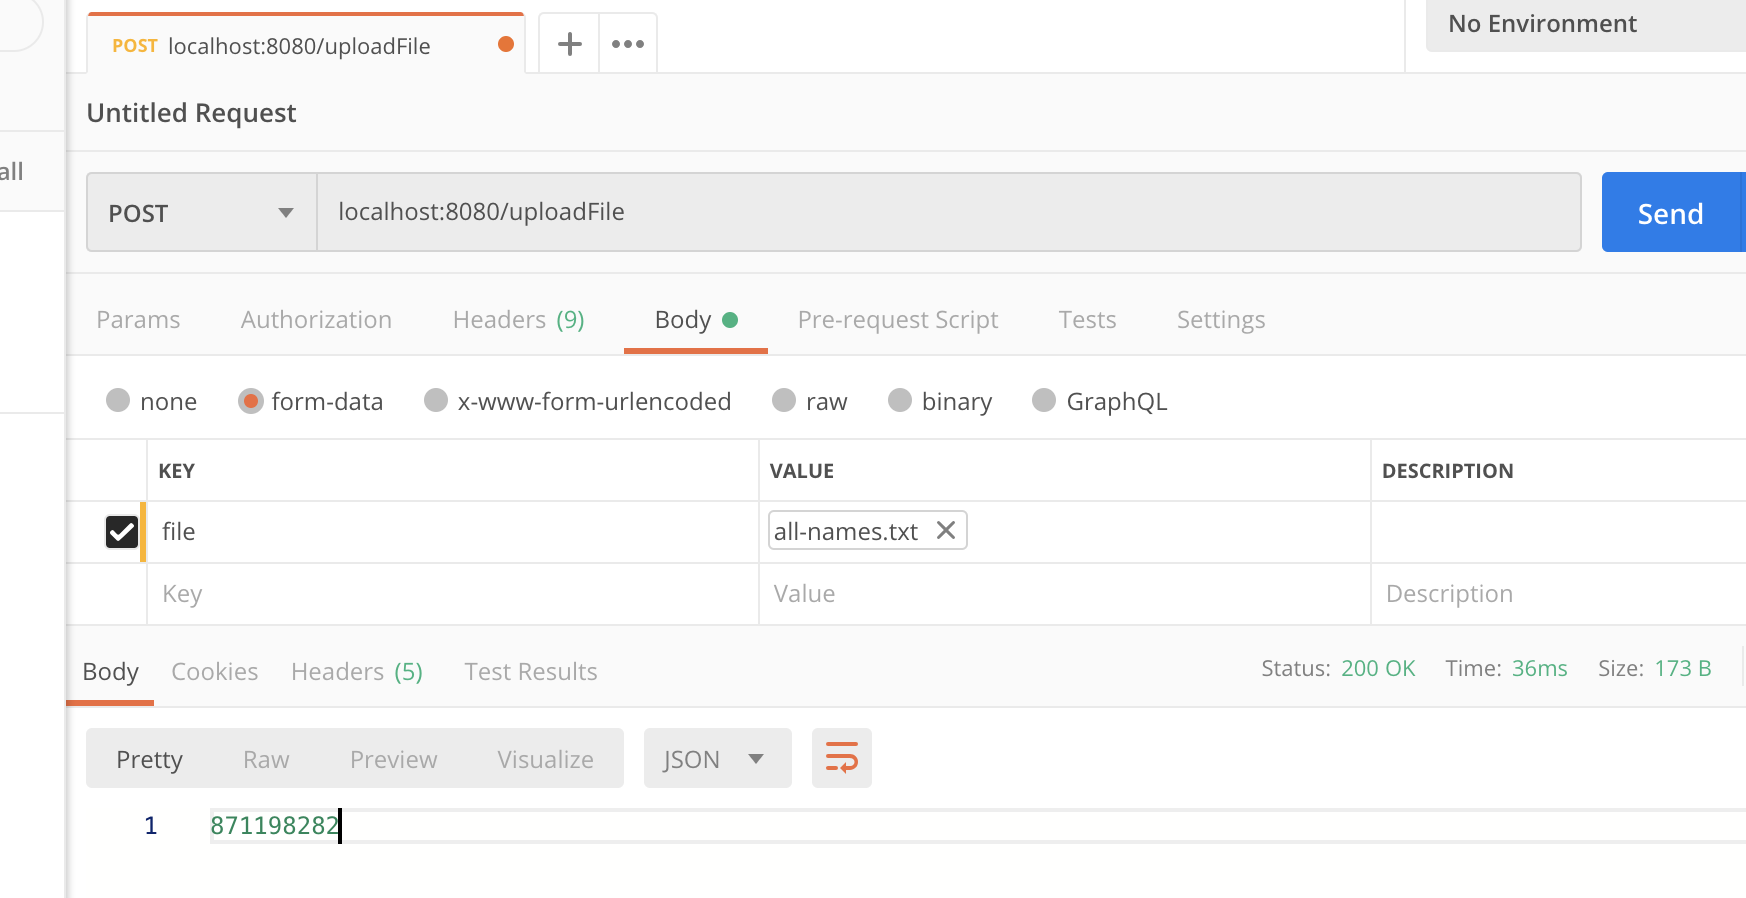 POST localhost:8080/uploadFile
No Environment
Untitled Request
all
POST localhost:8080/uploadFile Send
Params Authorization Headers (9) Body Pre-request Script Tests Settings
none form-data x-www-form-urlencoded raw binary GraphQL
KEY VALUE DESCRIPTION
file all-names.txt
Key Value Description
Body Cookies Headers (5) Test Results Status: 200 OK Time: 36ms Size: 173 B
Pretty Raw Preview Visualize JSON
1 871198282